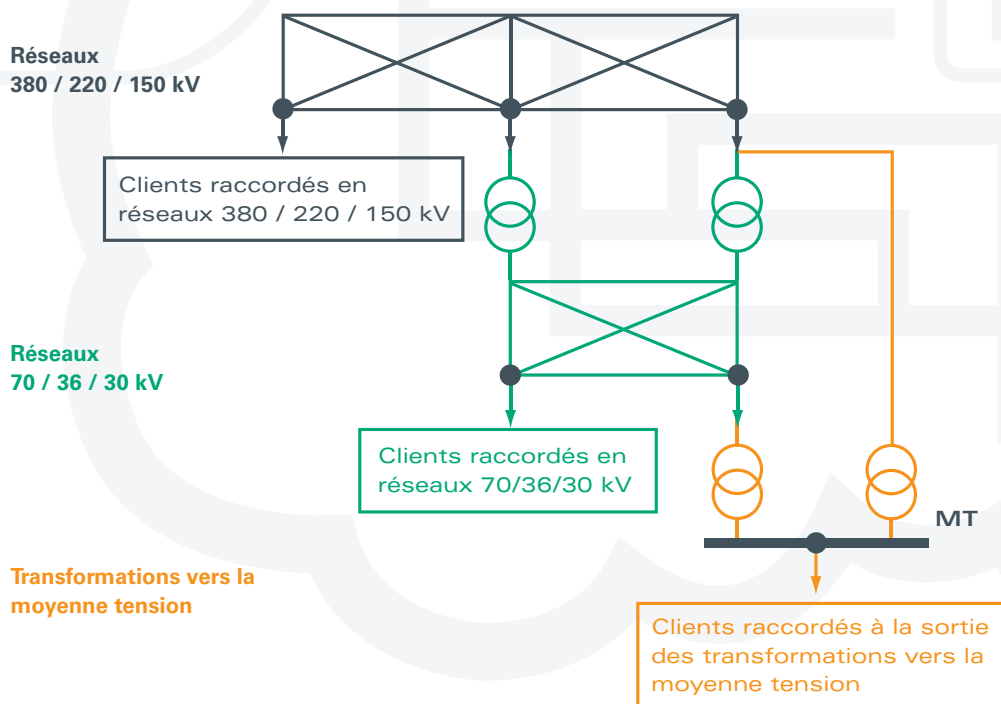 Réseaux
380 / 220 / 150 kV
Clients raccordés en
réseaux 380 / 220 / 150 kV
Réseaux
70 / 36 / 30 kV
Clients raccordés en
réseaux 70/36/30 kV
MT
Transformations vers la
moyenne tension
Clients raccordés à la sortie
des transformations vers la
moyenne tension